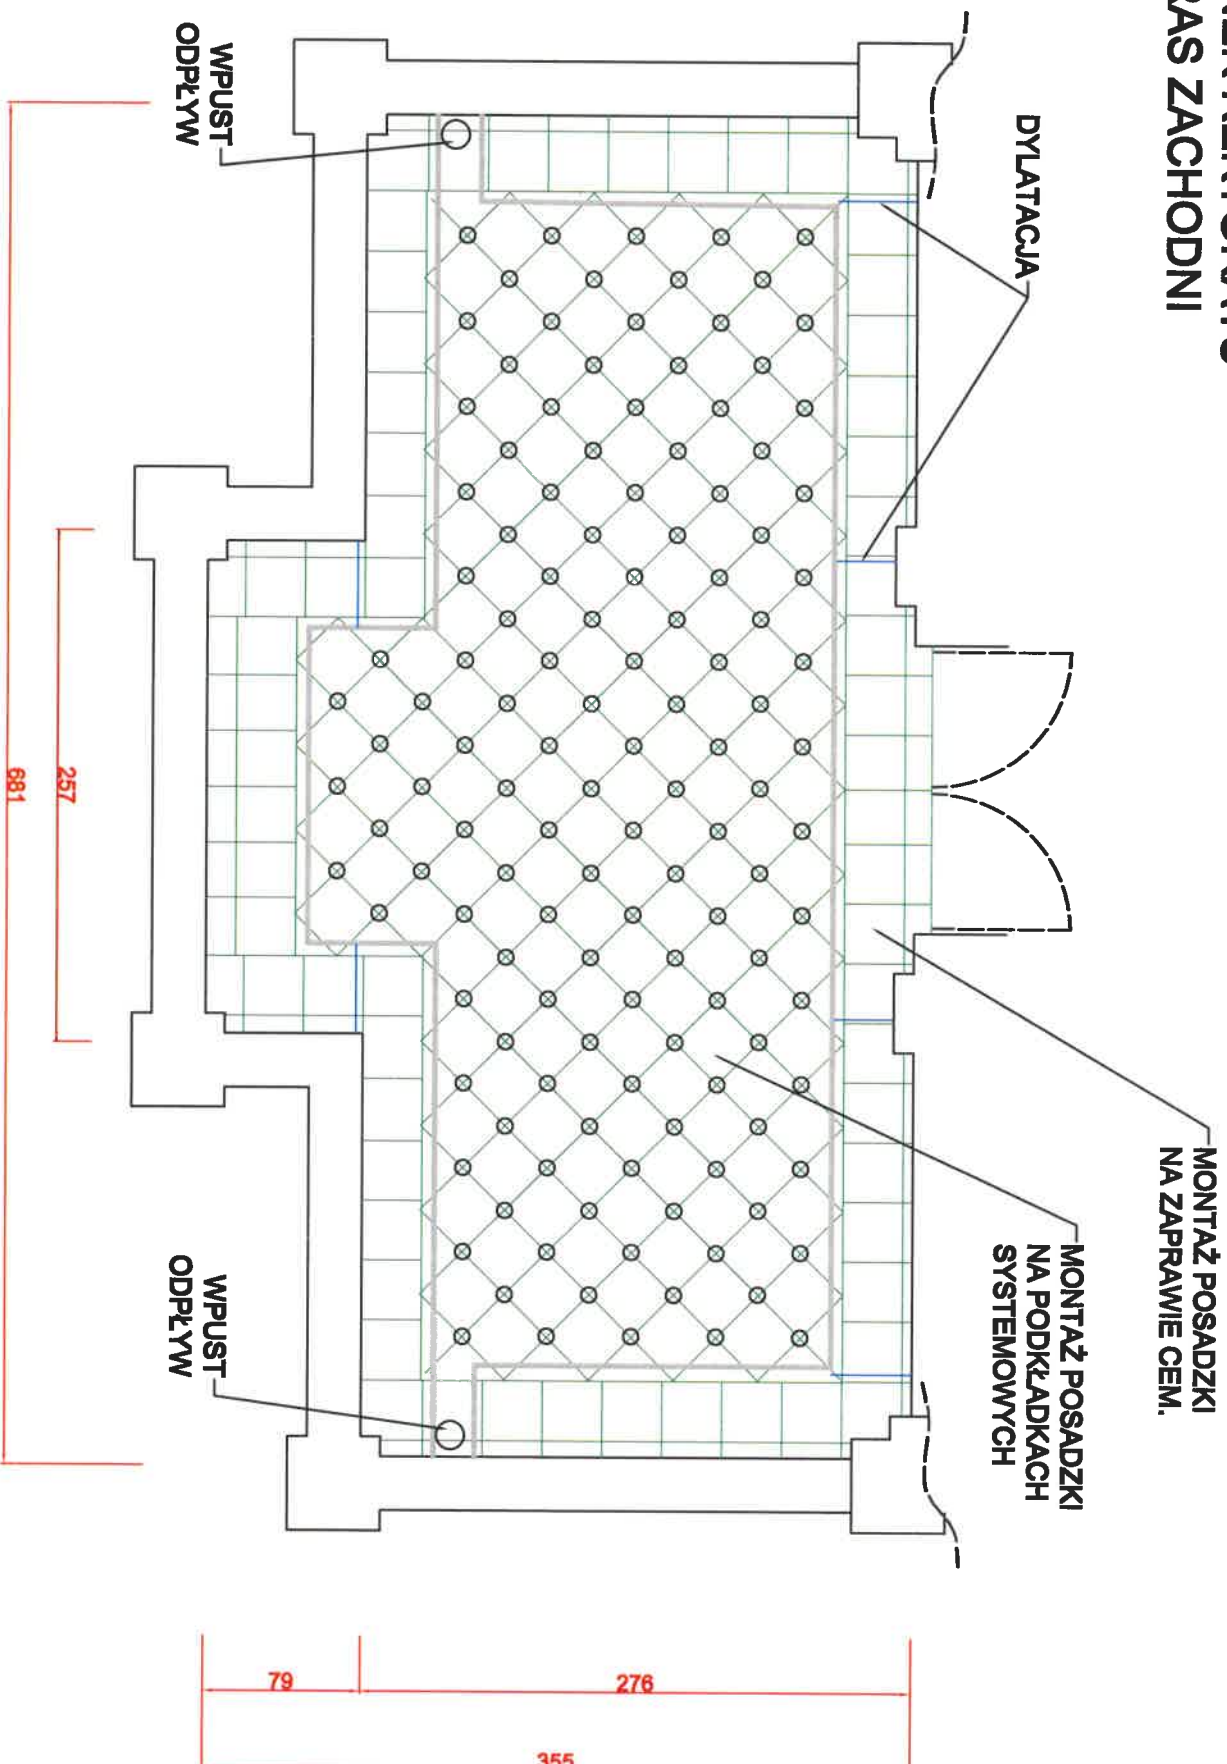 RAS ZACHODNI
DYLATACJA
WPUST
ODPŁYW
MONTAŻ POSADZKI
NA ZAPRAWIE CEM.
MONTAŻ POSADZKI
NA PODKŁADKACH
SYSTEMOWYCH
WPUST
ODPŁYW
257
681
79
276
355